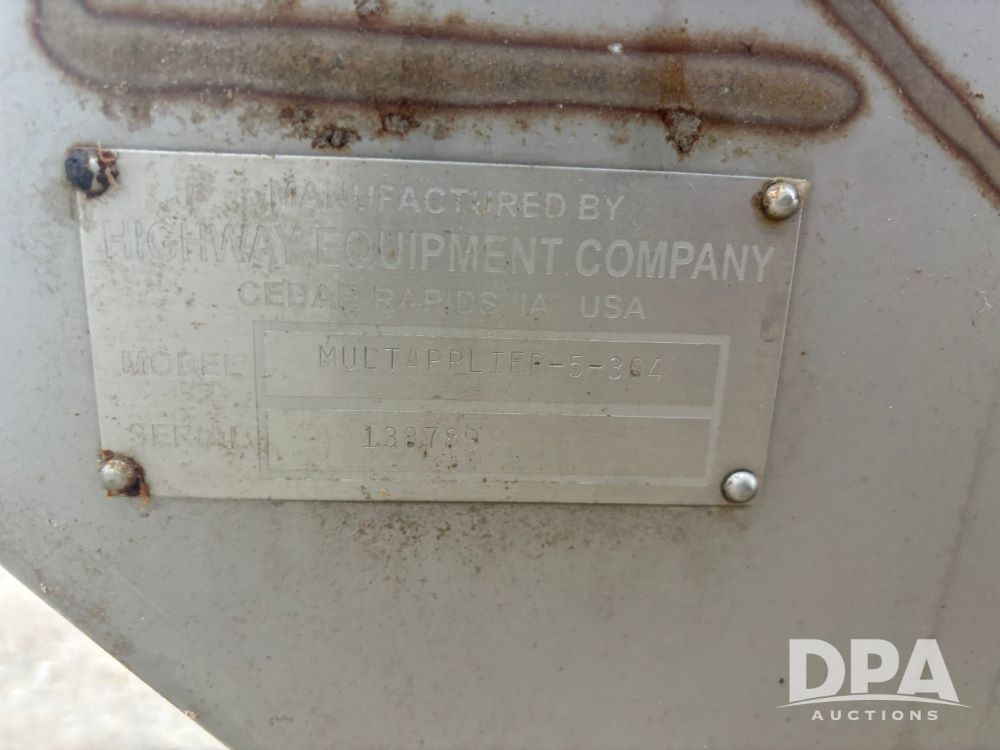 MANUFACTURED BY
HIGHWAY EQUIPMENT COMPANY
CEDAR RAPIDS IA USA
MODEL MULTAPPLIER-5-304
SERIAL 138789
DPA
AUCTIONS